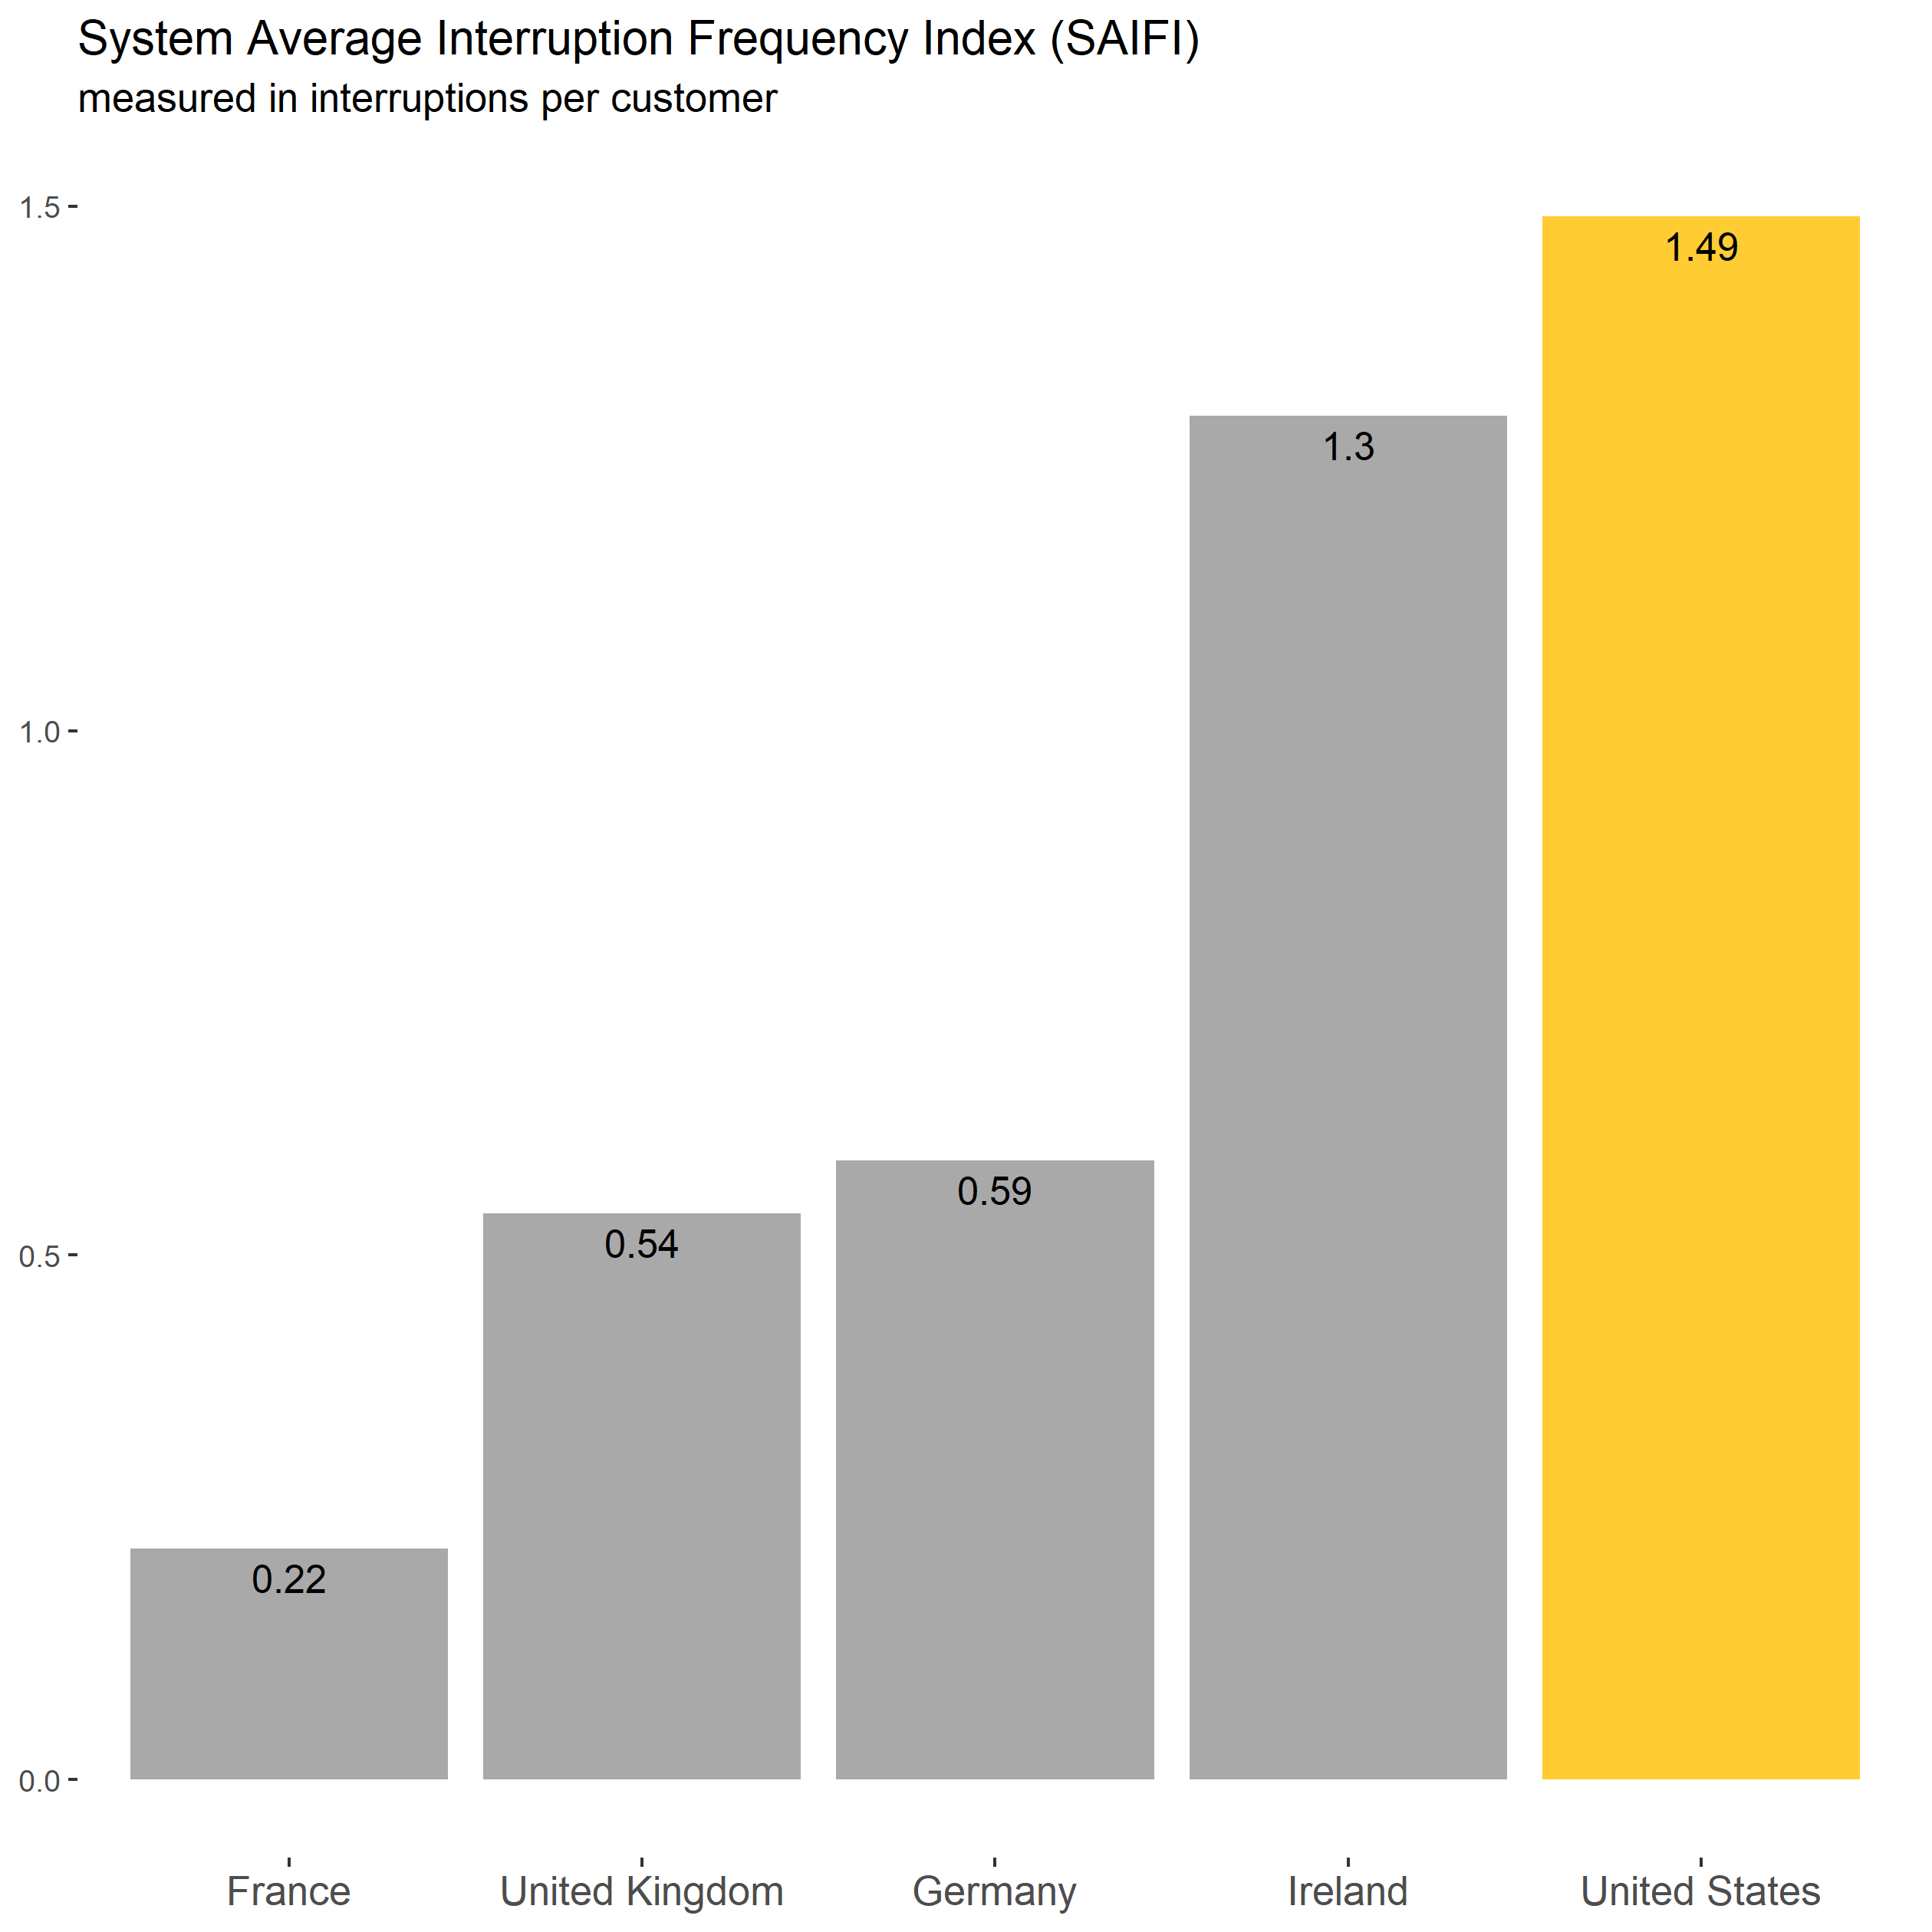 System Average Interruption Frequency Index (SAIFI)
measured in interruptions per customer
1.5
1.0
0.5
0.0
0.22
0.54
0.59
1.3
1.49
France
United Kingdom
Germany
Ireland
United States